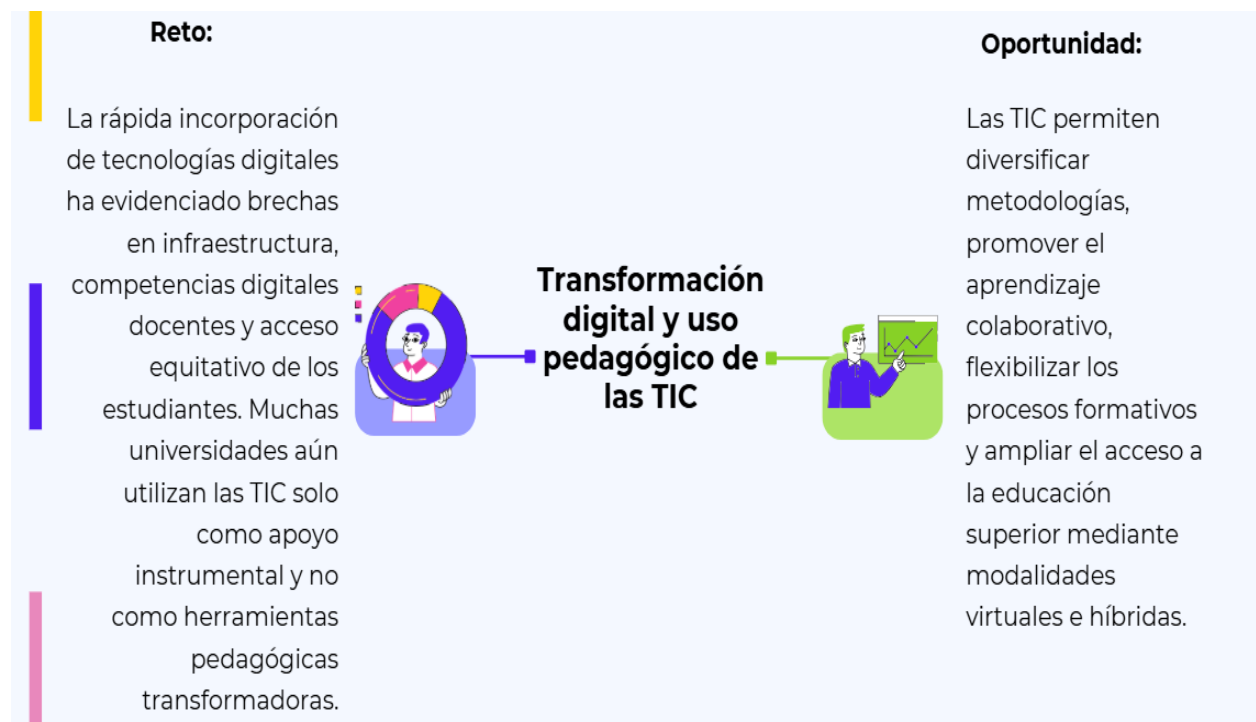 Reto:
La rápida incorporación
de tecnologías digitales
ha evidenciado brechas
en infraestructura,
competencias digitales
docentes y acceso
equitativo de los
estudiantes. Muchas
universidades aún
utilizan las TIC solo
como apoyo
instrumental y no
como herramientas
pedagógicas
transformadoras.
Transformación
digital y uso
pedagógico de
las TIC
Oportunidad:
Las TIC permiten
diversificar
metodologías,
promover el
aprendizaje
colaborativo,
flexibilizar los
procesos formativos
y ampliar el acceso a
la educación
superior mediante
modalidades
virtuales e híbridas.